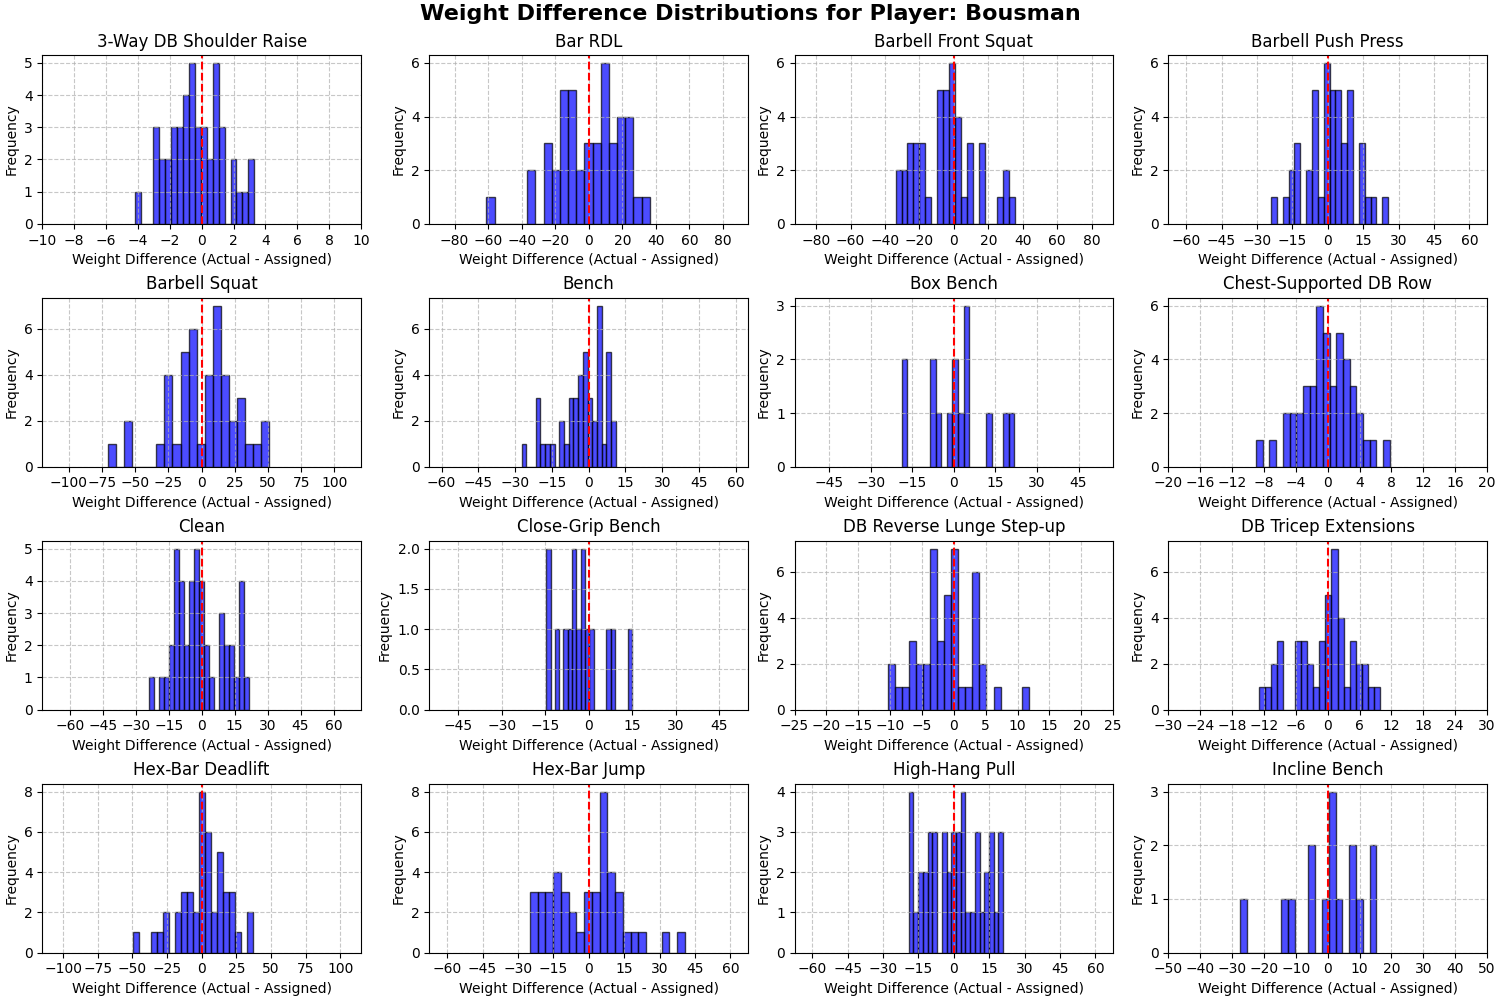 Weight Difference Distributions for Player: Bousman
3-Way DB Shoulder Raise
Frequency
5
4
3
2
1
0
−10 −8 −6 −4 −2 0 2 4 6 8 10
Weight Difference (Actual - Assigned)
Bar RDL
Frequency
6
4
2
0
−80 −60 −40 −20 0 20 40 60 80
Weight Difference (Actual - Assigned)
Barbell Front Squat
Frequency
6
4
2
0
−80 −60 −40 −20 0 20 40 60 80
Weight Difference (Actual - Assigned)
Barbell Push Press
Frequency
6
4
2
0
−60 −45 −30 −15 0 15 30 45 60
Weight Difference (Actual - Assigned)
Barbell Squat
Frequency
6
4
2
0
−100 −75 −50 −25 0 25 50 75 100
Weight Difference (Actual - Assigned)
Bench
Frequency
6
4
2
0
−60 −45 −30 −15 0 15 30 45 60
Weight Difference (Actual - Assigned)
Box Bench
Frequency
3
2
1
0
−45 −30 −15 0 15 30 45
Weight Difference (Actual - Assigned)
Chest-Supported DB Row
Frequency
6
4
2
0
−20 −16 −12 −8 −4 0 4 8 12 16 20
Weight Difference (Actual - Assigned)
Clean
Frequency
5
4
3
2
1
0
−60 −45 −30 −15 0 15 30 45 60
Weight Difference (Actual - Assigned)
Close-Grip Bench
Frequency
2.0
1.5
1.0
0.5
0.0
−45 −30 −15 0 15 30 45
Weight Difference (Actual - Assigned)
DB Reverse Lunge Step-up
Frequency
6
4
2
0
−25 −20 −15 −10 −5 0 5 10 15 20 25
Weight Difference (Actual - Assigned)
DB Tricep Extensions
Frequency
6
4
2
0
−30 −24 −18 −12 −6 0 6 12 18 24 30
Weight Difference (Actual - Assigned)
Hex-Bar Deadlift
Frequency
8
6
4
2
0
−100 −75 −50 −25 0 25 50 75 100
Weight Difference (Actual - Assigned)
Hex-Bar Jump
Frequency
8
6
4
2
0
−60 −45 −30 −15 0 15 30 45 60
Weight Difference (Actual - Assigned)
High-Hang Pull
Frequency
4
3
2
1
0
−60 −45 −30 −15 0 15 30 45 60
Weight Difference (Actual - Assigned)
Incline Bench
Frequency
3
2
1
0
−50 −40 −30 −20 −10 0 10 20 30 40 50
Weight Difference (Actual - Assigned)